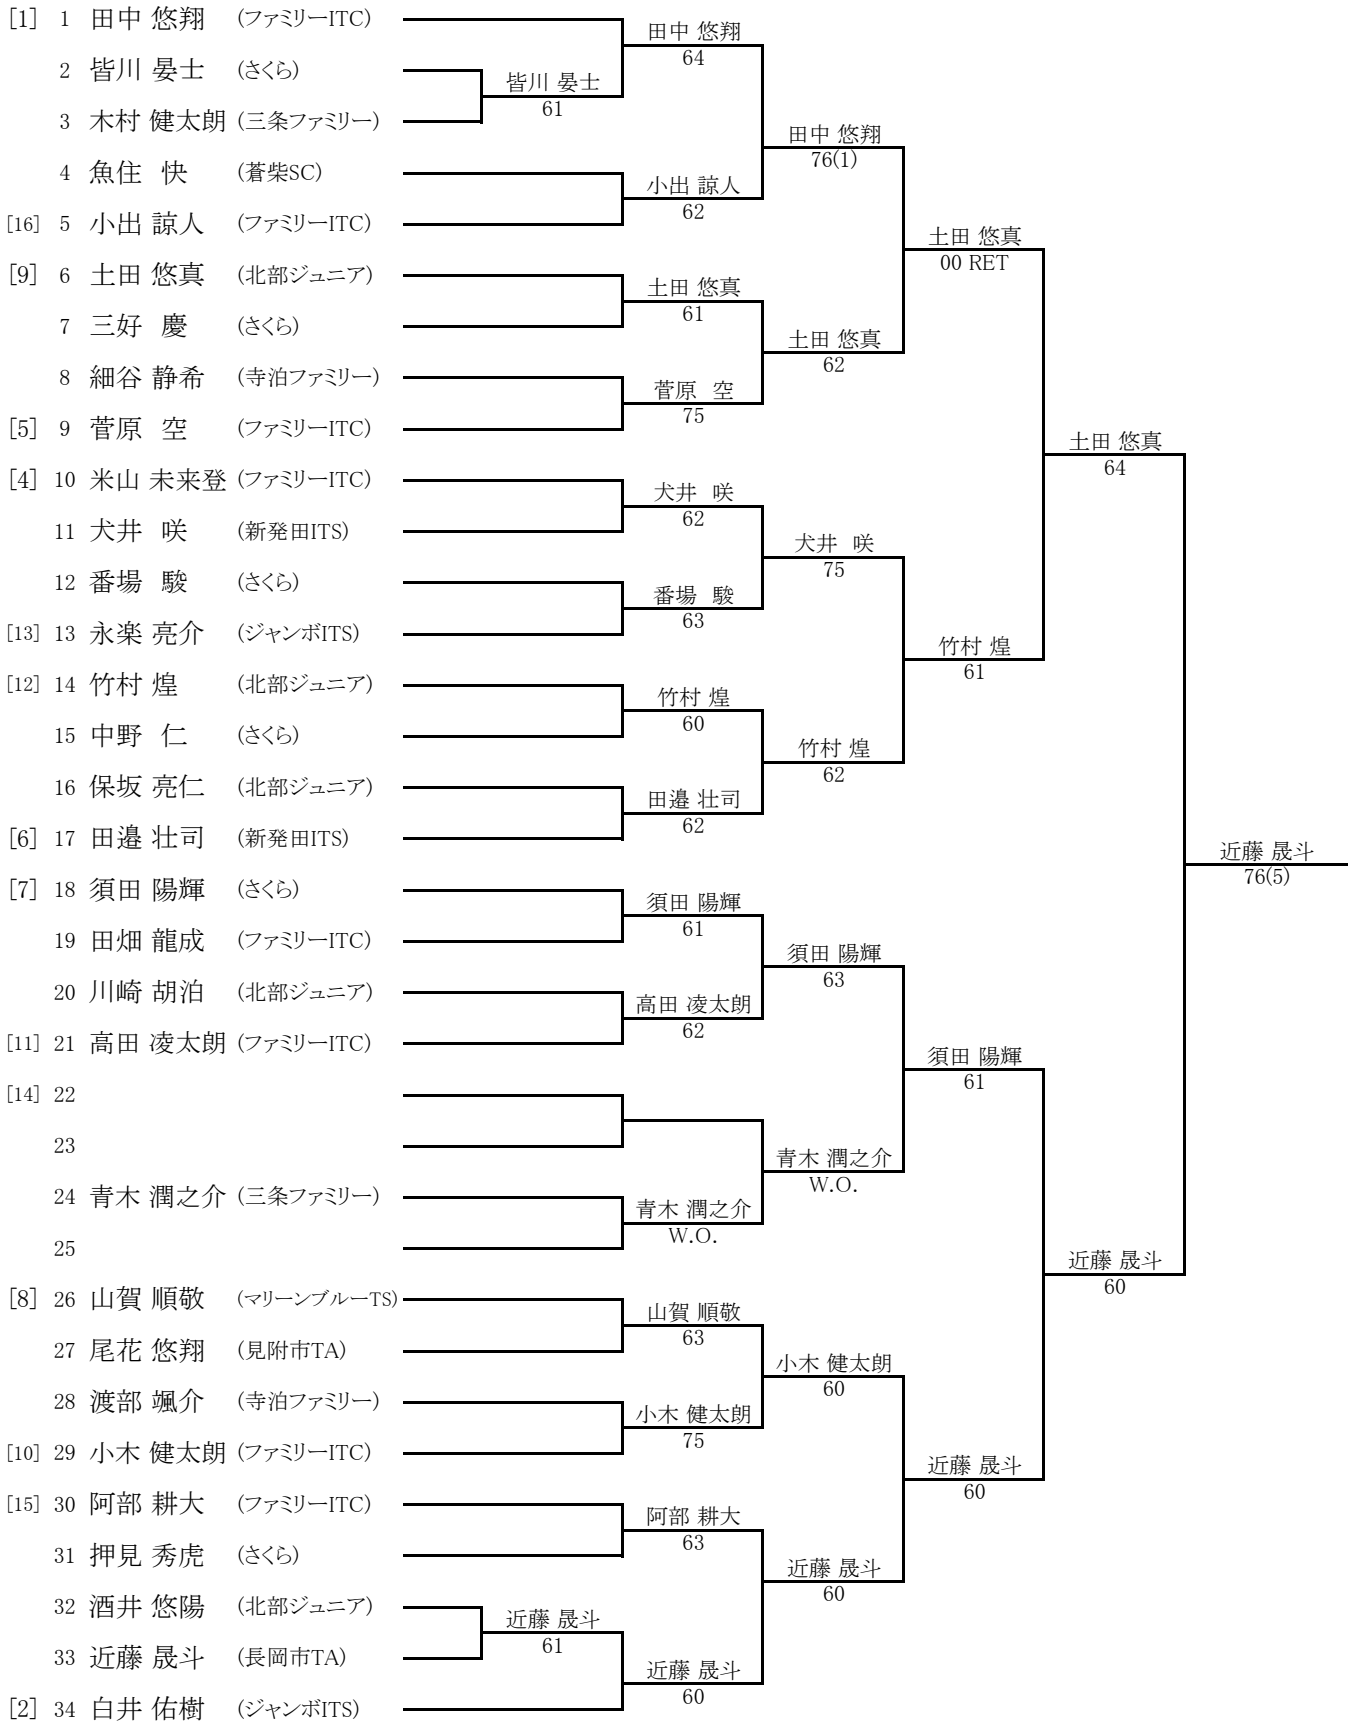 [1] 1 田中 悠翔 (ファミリーITC)
田中 悠翔
64
2 皆川 晏士 (さくら)
皆川 晏士
61
3 木村 健太朗 (三条ファミリー)
田中 悠翔
76(1)
4 魚住 快 (蒼柴SC)
小出 諒人
62
[16] 5 小出 諒人 (ファミリーITC)
土田 悠真
00 RET
[9] 6 土田 悠真 (北部ジュニア)
土田 悠真
61
7 三好 慶 (さくら)
土田 悠真
62
8 細谷 静希 (寺泊ファミリー)
菅原 空
75
[5] 9 菅原 空 (ファミリーITC)
土田 悠真
64
[4] 10 米山 未来登 (ファミリーITC)
犬井 咲
62
11 犬井 咲 (新発田ITS)
犬井 咲
75
12 番場 駿 (さくら)
番場 駿
63
[13] 13 永楽 亮介 (ジャンボITS)
竹村 煌
61
[12] 14 竹村 煌 (北部ジュニア)
竹村 煌
60
15 中野 仁 (さくら)
竹村 煌
62
16 保坂 亮仁 (北部ジュニア)
田邉 壮司
62
[6] 17 田邉 壮司 (新発田ITS)
近藤 晟斗
76(5)
[7] 18 須田 陽輝 (さくら)
須田 陽輝
61
19 田畑 龍成 (ファミリーITC)
須田 陽輝
63
20 川崎 胡泊 (北部ジュニア)
高田 凌太朗
62
[11] 21 高田 凌太朗 (ファミリーITC)
須田 陽輝
61
[14] 22
23
青木 潤之介
W.O.
24 青木 潤之介 (三条ファミリー)
青木 潤之介
W.O.
25
近藤 晟斗
60
[8] 26 山賀 順敬 (マリーンブルーTS)
山賀 順敬
63
27 尾花 悠翔 (見附市TA)
小木 健太朗
60
28 渡部 颯介 (寺泊ファミリー)
小木 健太朗
75
[10] 29 小木 健太朗 (ファミリーITC)
近藤 晟斗
60
[15] 30 阿部 耕大 (ファミリーITC)
阿部 耕大
63
31 押見 秀虎 (さくら)
近藤 晟斗
60
32 酒井 悠陽 (北部ジュニア)
近藤 晟斗
61
33 近藤 晟斗 (長岡市TA)
近藤 晟斗
60
[2] 34 白井 佑樹 (ジャンボITS)